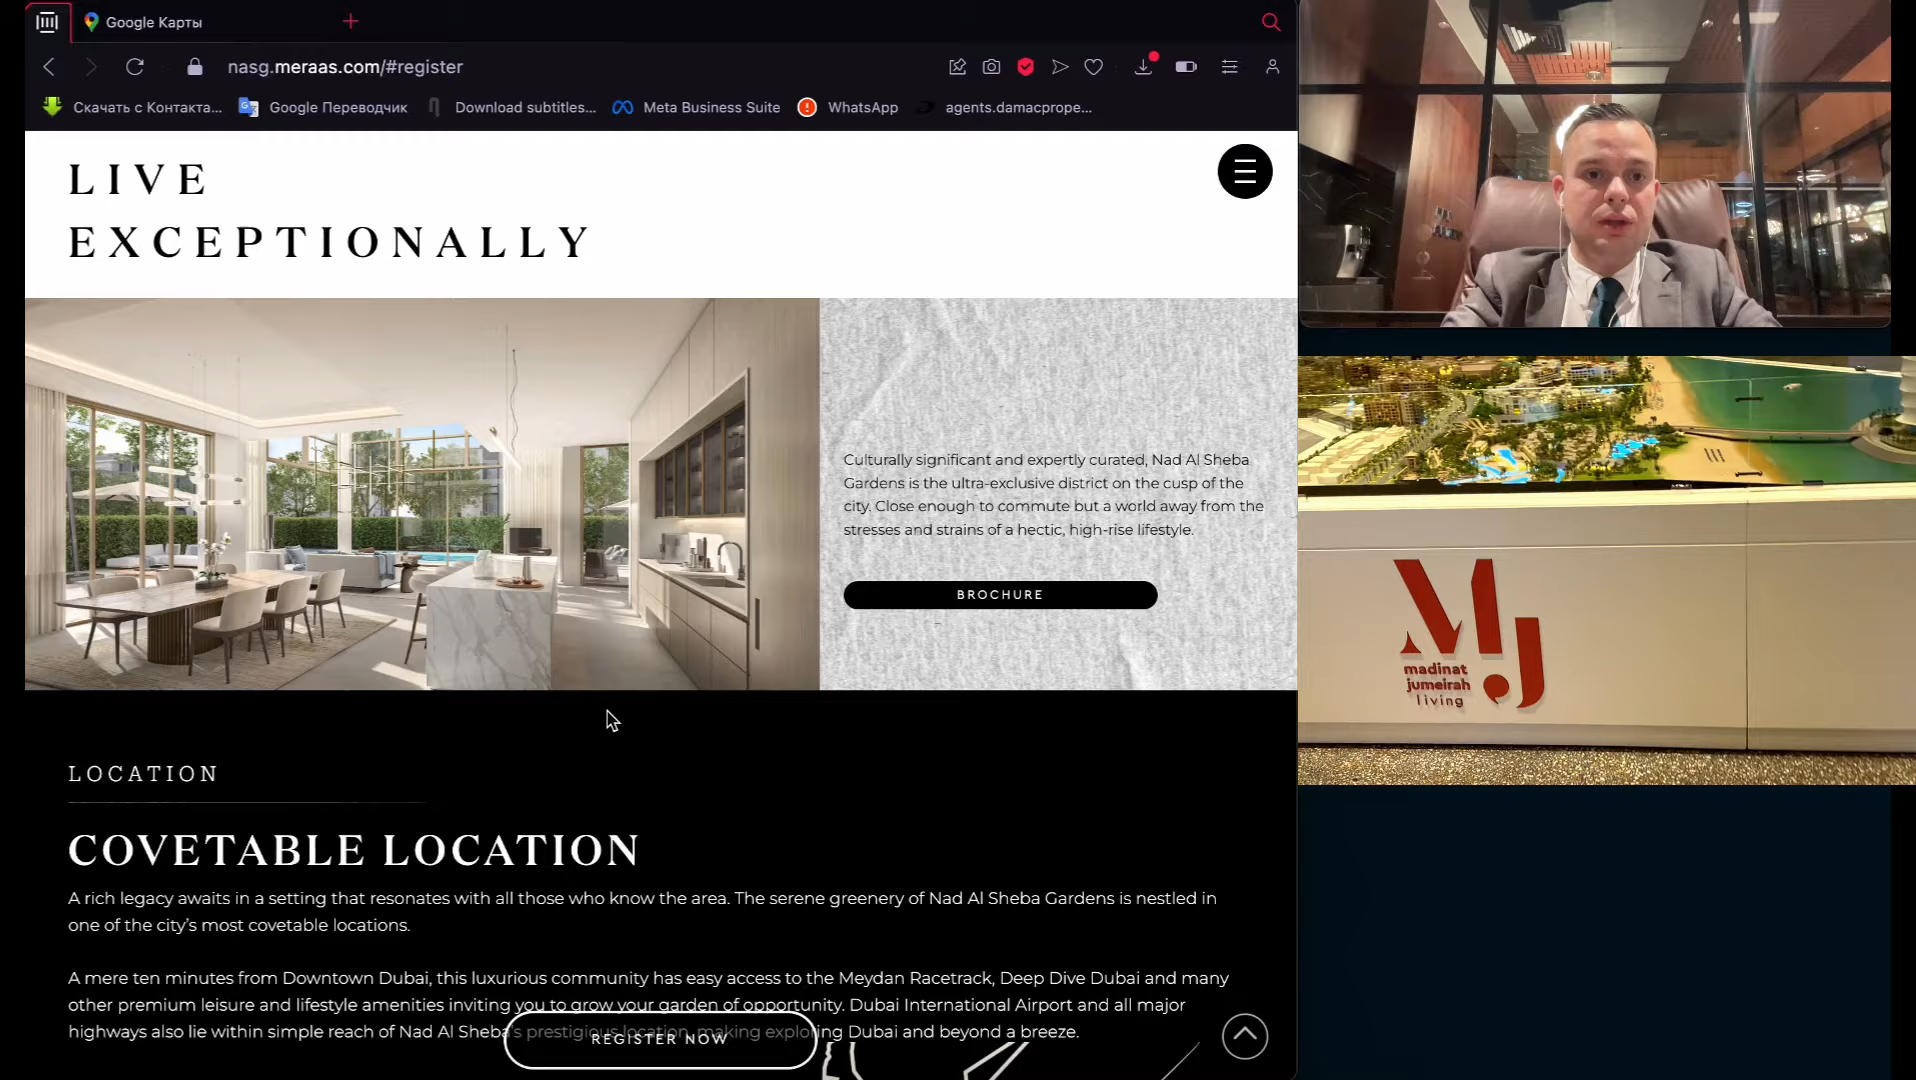 Google Карты
nasg.meraas.com/#register
Скачать с Контакта...
Google Переводчик
Download subtitles...
Meta Business Suite
WhatsApp
agents.damacprope...
LIVE
EXCEPTIONALLY
Culturally significant and expertly curated, Nad Al Sheba
Gardens is the ultra-exclusive district on the cusp of the
city. Close enough to commute but a world away from the
stresses and strains of a hectic, high-rise lifestyle.
BROCHURE
LOCATION
COVETABLE LOCATION
A rich legacy awaits in a setting that resonates with all those who know the area. The serene greenery of Nad Al Sheba Gardens is nestled in
one of the city's most covetable locations.
A mere ten minutes from Downtown Dubai, this luxurious community has easy access to the Meydan Racetrack, Deep Dive Dubai and many
other premium leisure and lifestyle amenities inviting you to grow your garden of opportunity. Dubai International Airport and all major
highways also lie within simple reach of Nad Al Sheba's prestigious location, making exploring Dubai and beyond a breeze.
REGISTER NOW
MJ
madinat
jumeirah
living